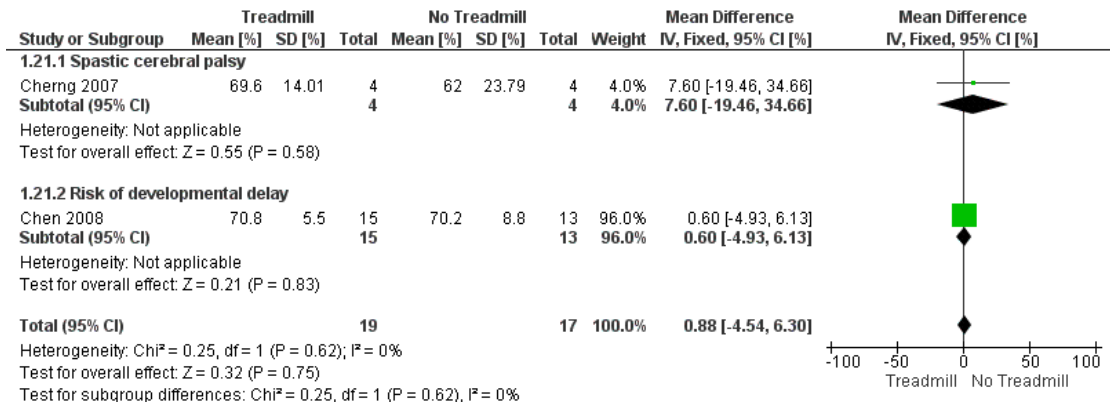 Treadmill No Treadmill Mean Difference Mean Difference
Study or Subgroup Mean [%] SD [%] Total Mean [%] SD [%] Total Weight IV, Fixed, 95% CI [%] IV, Fixed, 95% CI [%]
1.21.1 Spastic cerebral palsy
Cherng 2007 69.6 14.01 4 62 23.79 4 4.0% 7.60 [-19.46, 34.66]
Subtotal (95% CI) 4 4 4.0% 7.60 [-19.46, 34.66]
Heterogeneity: Not applicable
Test for overall effect: Z = 0.55 (P = 0.58)
1.21.2 Risk of developmental delay
Chen 2008 70.8 5.5 15 70.2 8.8 13 96.0% 0.60 [-4.93, 6.13]
Subtotal (95% CI) 15 13 96.0% 0.60 [-4.93, 6.13]
Heterogeneity: Not applicable
Test for overall effect: Z = 0.21 (P = 0.83)
Total (95% CI) 19 17 100.0% 0.88 [-4.54, 6.30]
Heterogeneity: Chi² = 0.25, df = 1 (P = 0.62); I² = 0%
Test for overall effect: Z = 0.32 (P = 0.75)
Test for subgroup differences: Chi² = 0.25, df = 1 (P = 0.62), I² = 0%
-100 -50 0 50 100
Treadmill No Treadmill